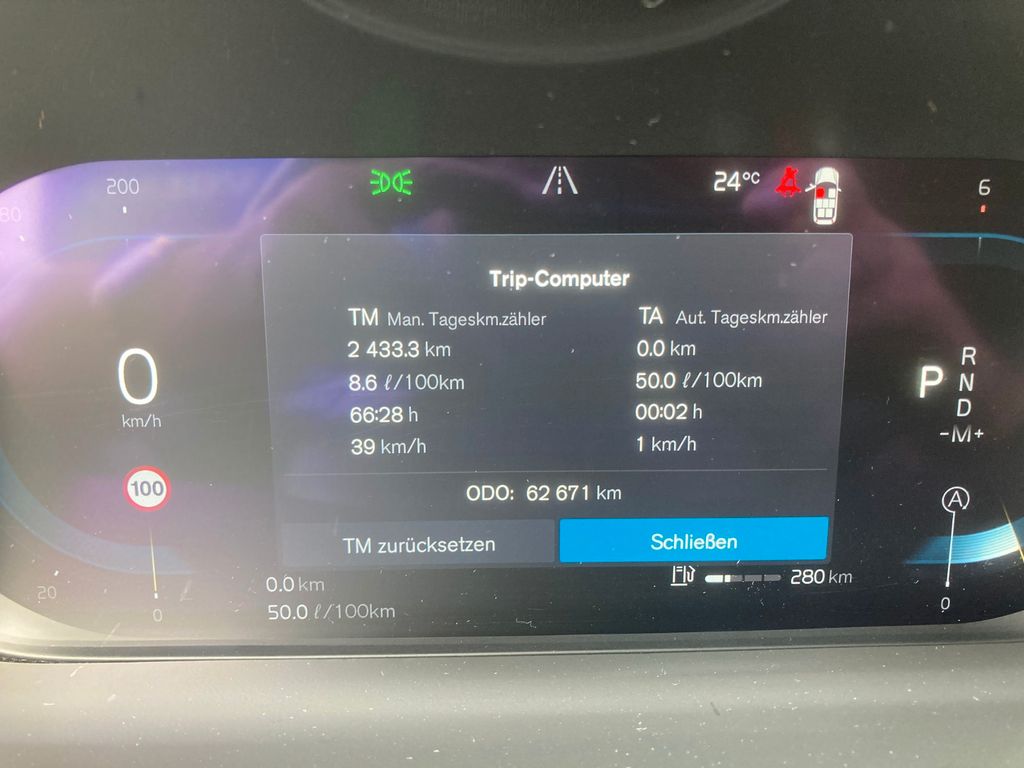 200
24°C
6
80
Trip-Computer
TM Man. Tageskm.zähler
TA Aut. Tageskm.zähler
2 433.3 km
0.0 km
8.6 ℓ/100km
50.0 ℓ/100km
66:28 h
00:02 h
39 km/h
1 km/h
0
km/h
P
R
N
D
-M+
100
ODO: 62 671 km
A
TM zurücksetzen
Schließen
20
0.0 km
280 km
50.0 ℓ/100km
0
0